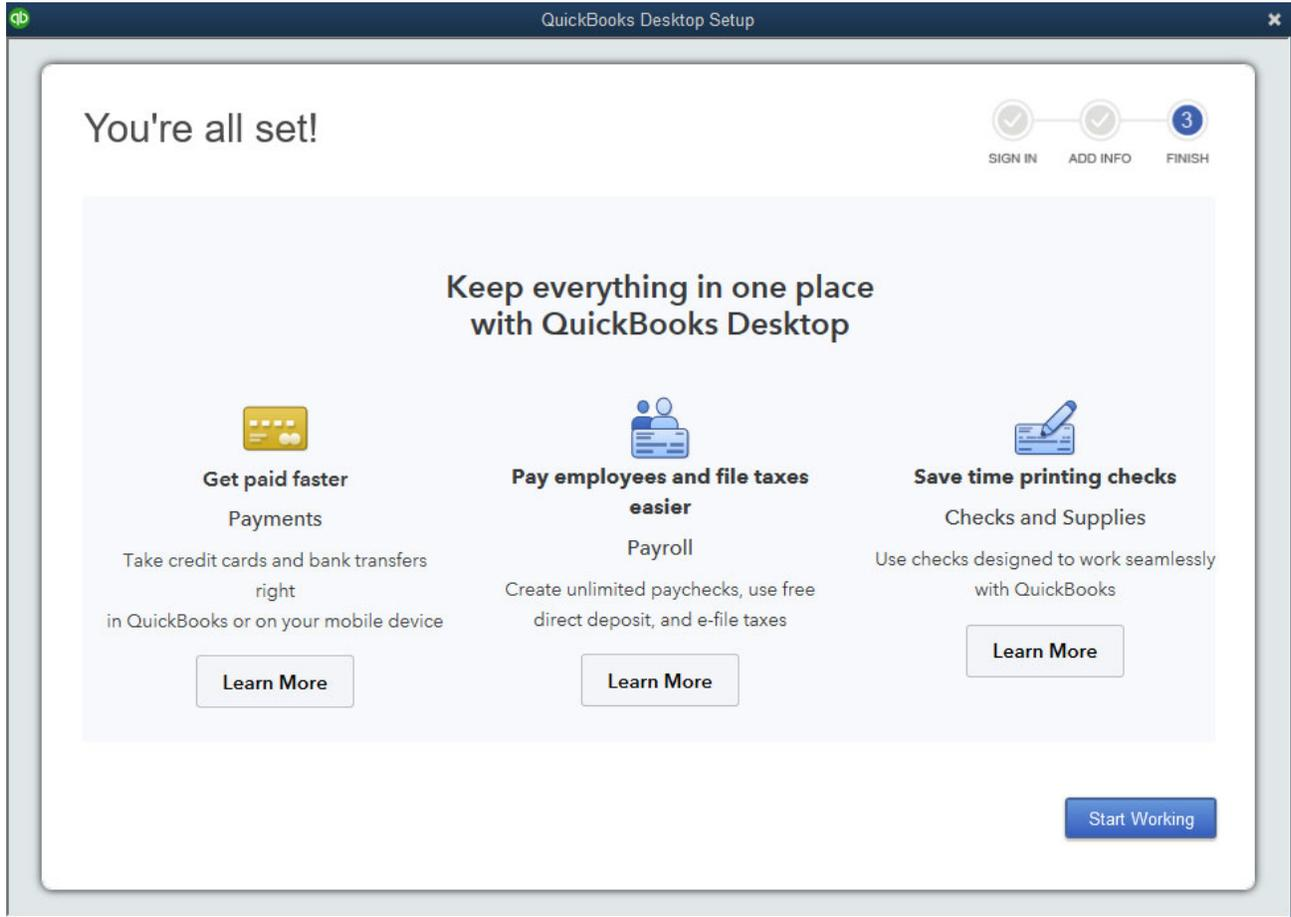 qb
QuickBooks Desktop Setup
You're all set!
3
SIGN IN
ADD INFO
FINISH
Keep everything in one place
with QuickBooks Desktop
Get paid faster
Payments
Take credit cards and bank transfers
right
in QuickBooks or on your mobile device
Learn More
Pay employees and file taxes
easier
Payroll
Create unlimited paychecks, use free
direct deposit, and e-file taxes
Learn More
Save time printing checks
Checks and Supplies
Use checks designed to work seamlessly
with QuickBooks
Learn More
Start Working